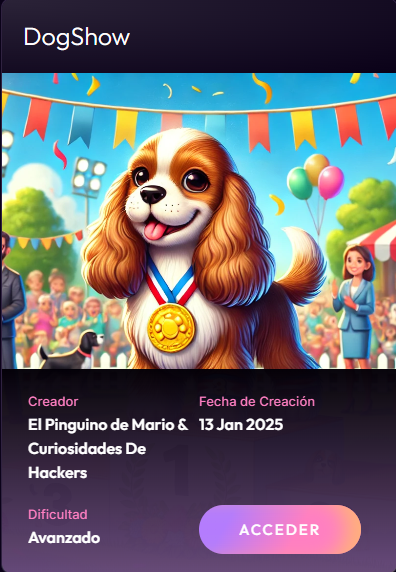 DogShow
Creador
El Pinguino de Mario &
Curiosidades De
Hackers
Fecha de Creación
13 Jan 2025
Dificultad
Avanzado
ACCEDER